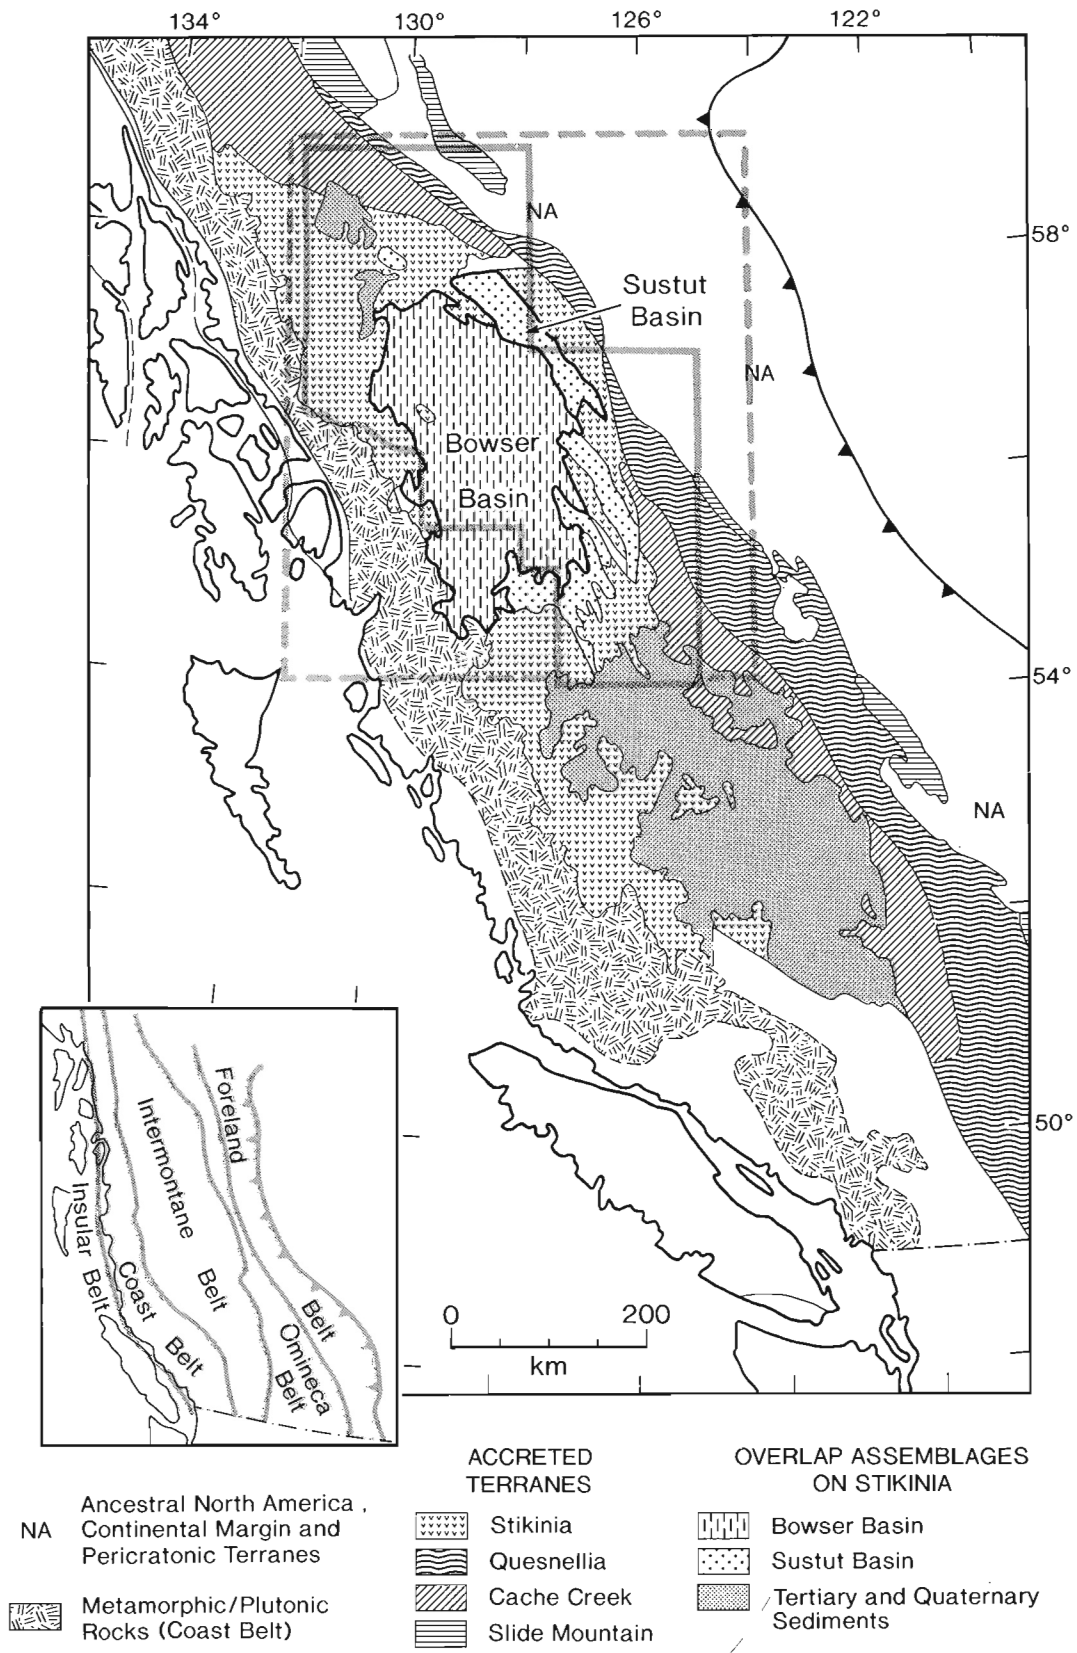 134°
130°
126°
122°
NA
58°
Sustut
Basin
NA
Bowser
Basin
54°
NA
50°
Foreland
Belt
Intermontane
Belt
Insular
Belt
Coast
Belt
Omineca
Belt
0 200
km
NA
Ancestral North America ,
Continental Margin and
Pericratonic Terranes
Metamorphic/Plutonic
Rocks (Coast Belt)
ACCRETED
TERRANES
Stikinia
Quesnellia
Cache Creek
Slide Mountain
OVERLAP ASSEMBLAGES
ON STIKINIA
Bowser Basin
Sustut Basin
Tertiary and Quaternary
Sediments